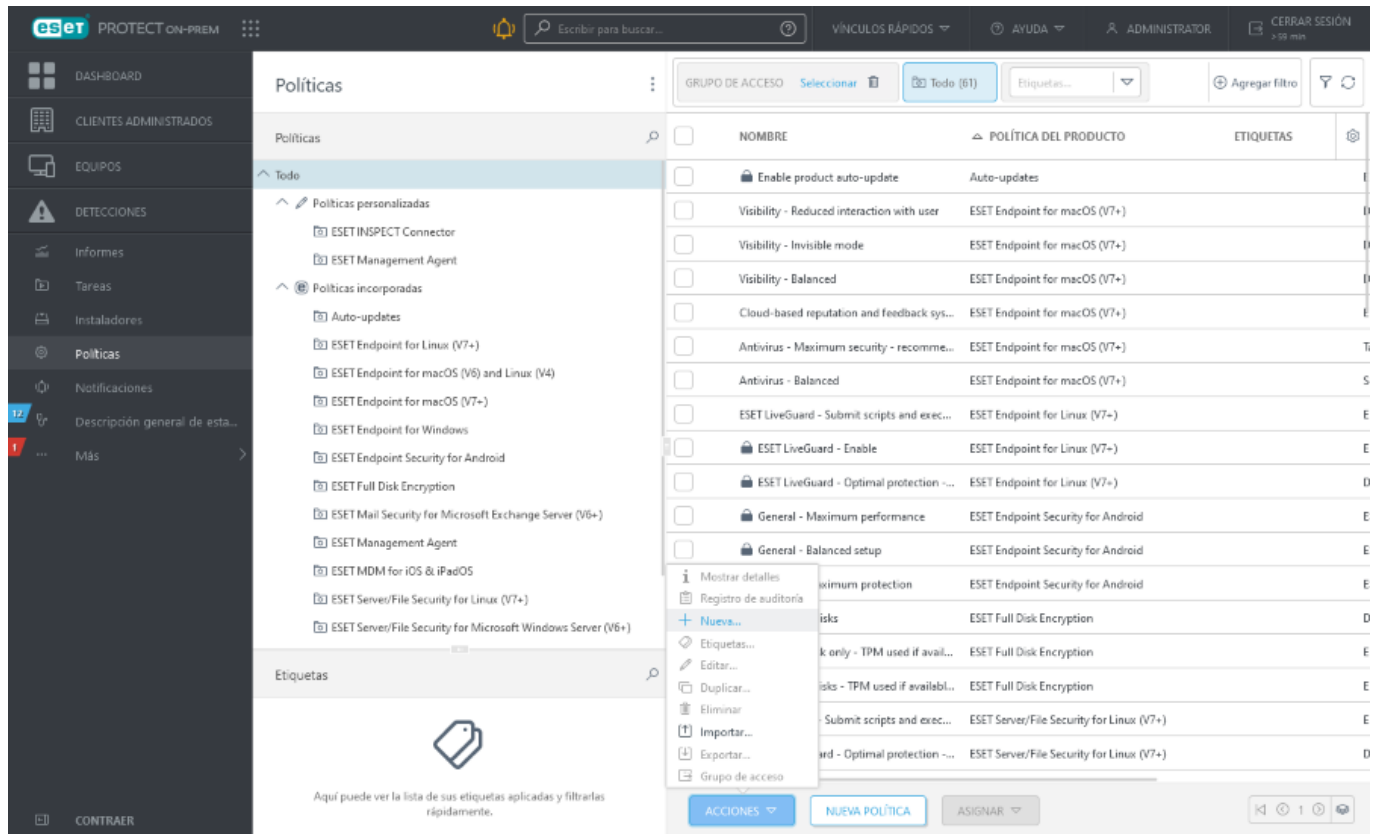 eset PROTECT ON-PREM
Escribir para buscar...
VÍNCULOS RÁPIDOS
AYUDA
ADMINISTRATOR
CERRAR SESIÓN
> 59 min
DASHBOARD
CLIENTES ADMINISTRADOS
EQUIPOS
DETECCIONES
Informes
Tareas
Instaladores
Políticas
Notificaciones
12
Descripción general de esta...
1
Más
CONTRAER
Políticas
Políticas
Todo
Políticas personalizadas
ESET INSPECT Connector
ESET Management Agent
Políticas incorporadas
Auto-updates
ESET Endpoint for Linux (V7+)
ESET Endpoint for macOS (V6) and Linux (V4)
ESET Endpoint for macOS (V7+)
ESET Endpoint for Windows
ESET Endpoint Security for Android
ESET Full Disk Encryption
ESET Mail Security for Microsoft Exchange Server (V6+)
ESET Management Agent
ESET MDM for iOS & iPadOS
ESET Server/File Security for Linux (V7+)
ESET Server/File Security for Microsoft Windows Server (V6+)
Etiquetas
Aquí puede ver la lista de sus etiquetas aplicadas y filtrarlas
rápidamente.
GRUPO DE ACCESO Seleccionar
Todo (61)
Etiquetas...
Agregar filtro
NOMBRE POLÍTICA DEL PRODUCTO ETIQUETAS
Enable product auto-update Auto-updates
Visibility - Reduced interaction with user ESET Endpoint for macOS (V7+)
Visibility - Invisible mode ESET Endpoint for macOS (V7+)
Visibility - Balanced ESET Endpoint for macOS (V7+)
Cloud-based reputation and feedback sys... ESET Endpoint for macOS (V7+) E
Antivirus - Maximum security - recomme... ESET Endpoint for macOS (V7+)
Antivirus - Balanced ESET Endpoint for macOS (V7+) S
ESET LiveGuard - Submit scripts and exec... ESET Endpoint for Linux (V7+) E
ESET LiveGuard - Enable ESET Endpoint for Linux (V7+) E
ESET LiveGuard - Optimal protection -... ESET Endpoint for Linux (V7+) D
General - Maximum performance ESET Endpoint Security for Android E
General - Balanced setup ESET Endpoint Security for Android E
ximum protection ESET Endpoint Security for Android E
isks ESET Full Disk Encryption D
k only - TPM used if avail... ESET Full Disk Encryption E
isks - TPM used if availabl... ESET Full Disk Encryption E
- Submit scripts and exec... ESET Server/File Security for Linux (V7+) E
ard - Optimal protection -... ESET Server/File Security for Linux (V7+) D
Mostrar detalles
Registro de auditoría
Nueva...
Etiquetas...
Editar...
Duplicar...
Eliminar
Importar...
Exportar...
Grupo de acceso
ACCIONES
NUEVA POLÍTICA
ASIGNAR
1